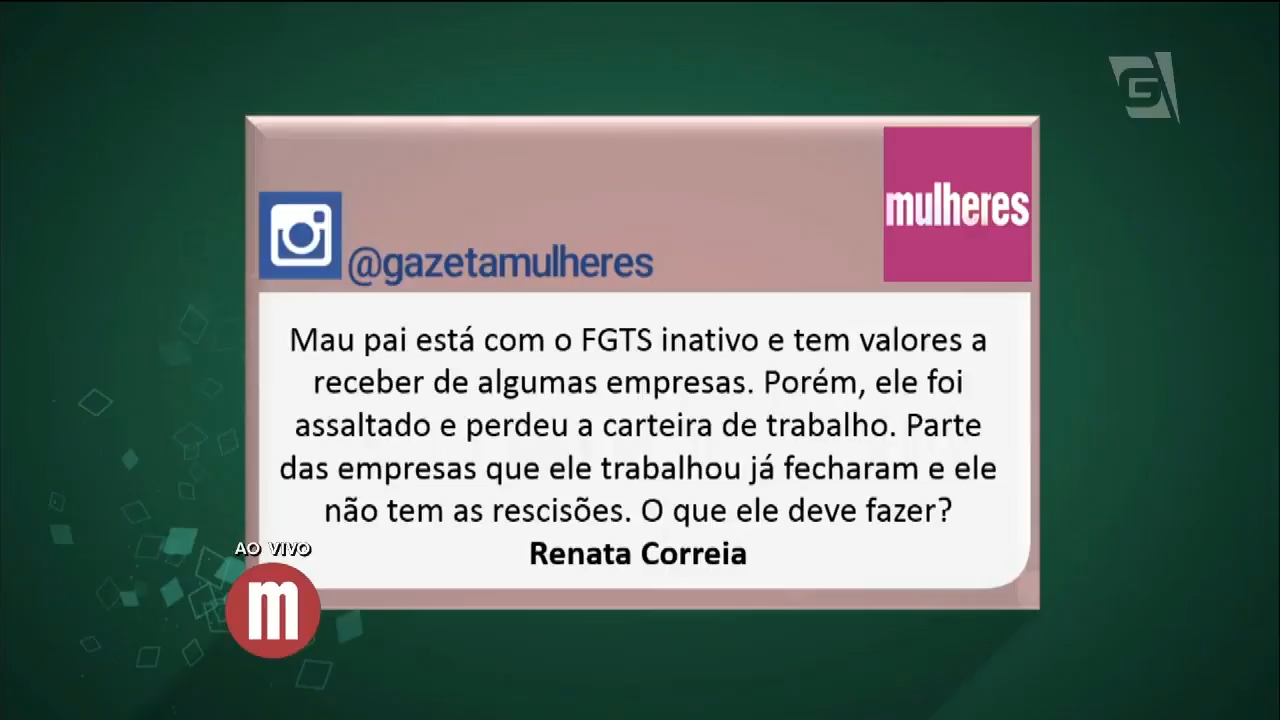 mulheres
@gazetamulheres
Mau pai está com o FGTS inativo e tem valores a
receber de algumas empresas. Porém, ele foi
assaltado e perdeu a carteira de trabalho. Parte
das empresas que ele trabalhou já fecharam e ele
não tem as rescisões. O que ele deve fazer?
Renata Correia
AO VIVO
m
G